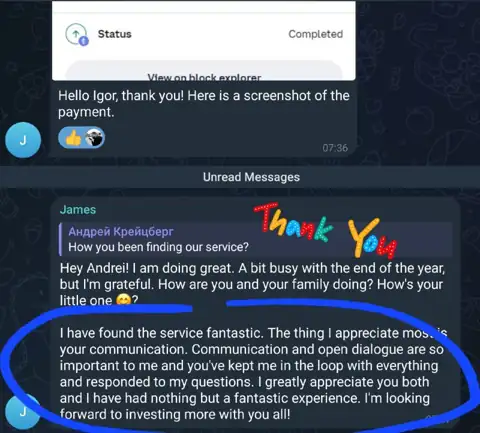 Status Completed
View on block explorer
Hello Igor, thank you! Here is a screenshot of the
payment.
J
07:36
Unread Messages
James
Андрей Крейцберг
How you been finding our service?
Thank You
Hey Andrei! I am doing great. A bit busy with the end of the year,
but I'm grateful. How are you and your family doing? How's your
little one 😊?
I have found the service fantastic. The thing I appreciate most is
your communication. Communication and open dialogue are so
important to me and you've kept me in the loop with everything
and responded to my questions. I greatly appreciate you both
and I have had nothing but a fantastic experience. I'm looking
forward to investing more with you all!
J